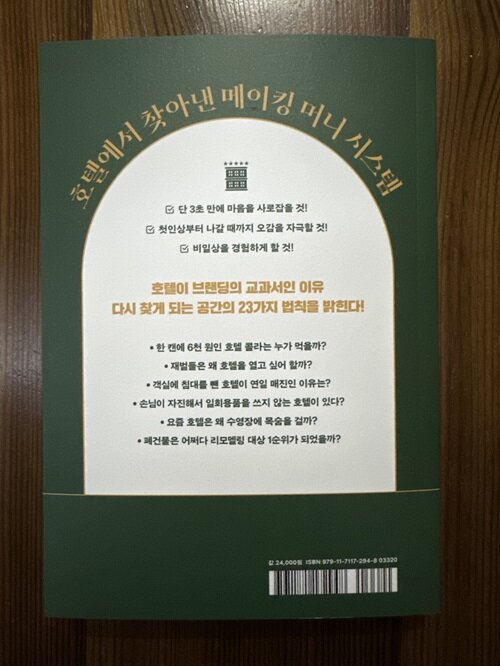 호텔에서 찾아낸 메이킹 머니 시스템
★★★★★
☑ 단 3초 만에 마음을 사로잡을 것!
☑ 첫인상부터 나갈 때까지 오감을 자극할 것!
☑ 비일상을 경험하게 할 것!
호텔이 브랜딩의 교과서인 이유
다시 찾게 되는 공간의 23가지 법칙을 밝힌다!
• 한 캔에 6천 원인 호텔 콜라는 누가 먹을까?
• 재벌들은 왜 호텔을 열고 싶어 할까?
• 객실에 침대를 뺀 호텔이 연일 매진인 이유는?
• 손님이 자진해서 일회용품을 쓰지 않는 호텔이 있다?
• 요즘 호텔은 왜 수영장에 목숨을 걸까?
• 폐건물은 어쩌다 리모델링 대상 1순위가 되었을까?
값 24,000원 ISBN 979-11-7117-294-8 03320